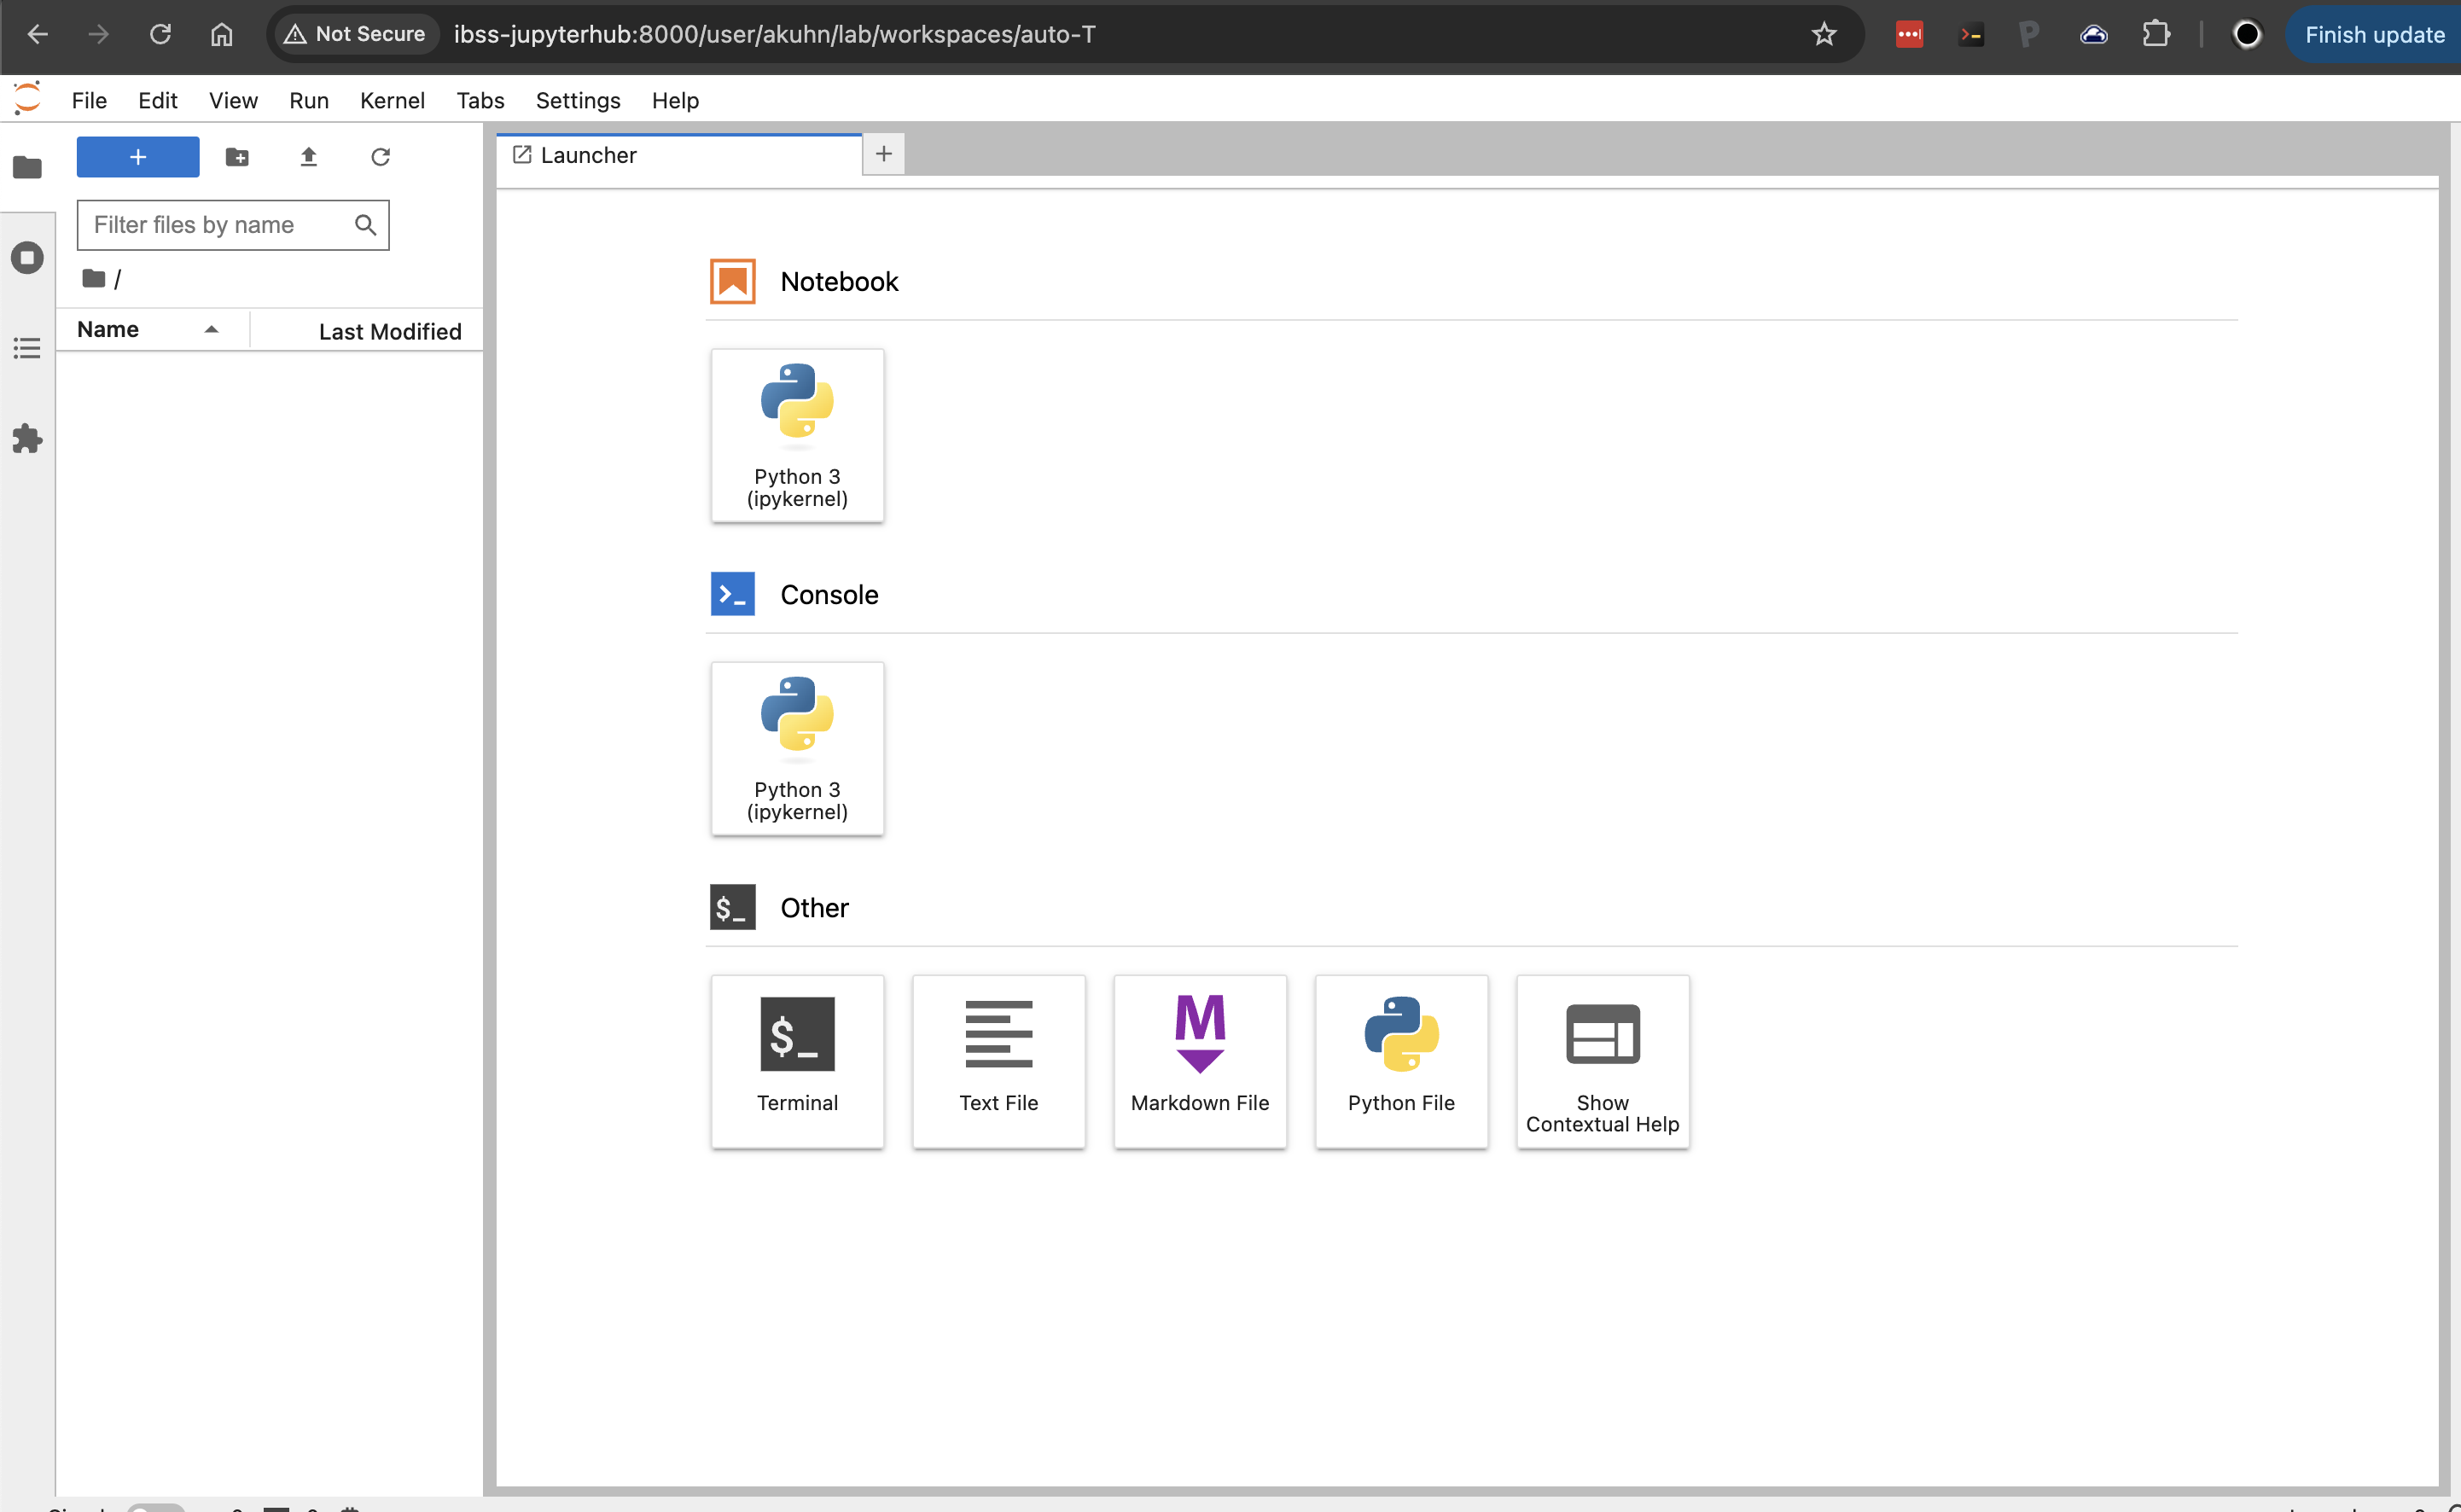 Not Secure ibss-jupyterhub:8000/user/akuhn/lab/workspaces/auto-T Finish update
File Edit View Run Kernel Tabs Settings Help
Launcher
Filter files by name
/
Name Last Modified
Notebook
Python 3
(ipykernel)
Console
Python 3
(ipykernel)
$_ Other
$_
Terminal
Text File
M
Markdown File
Python File
Show
Contextual Help